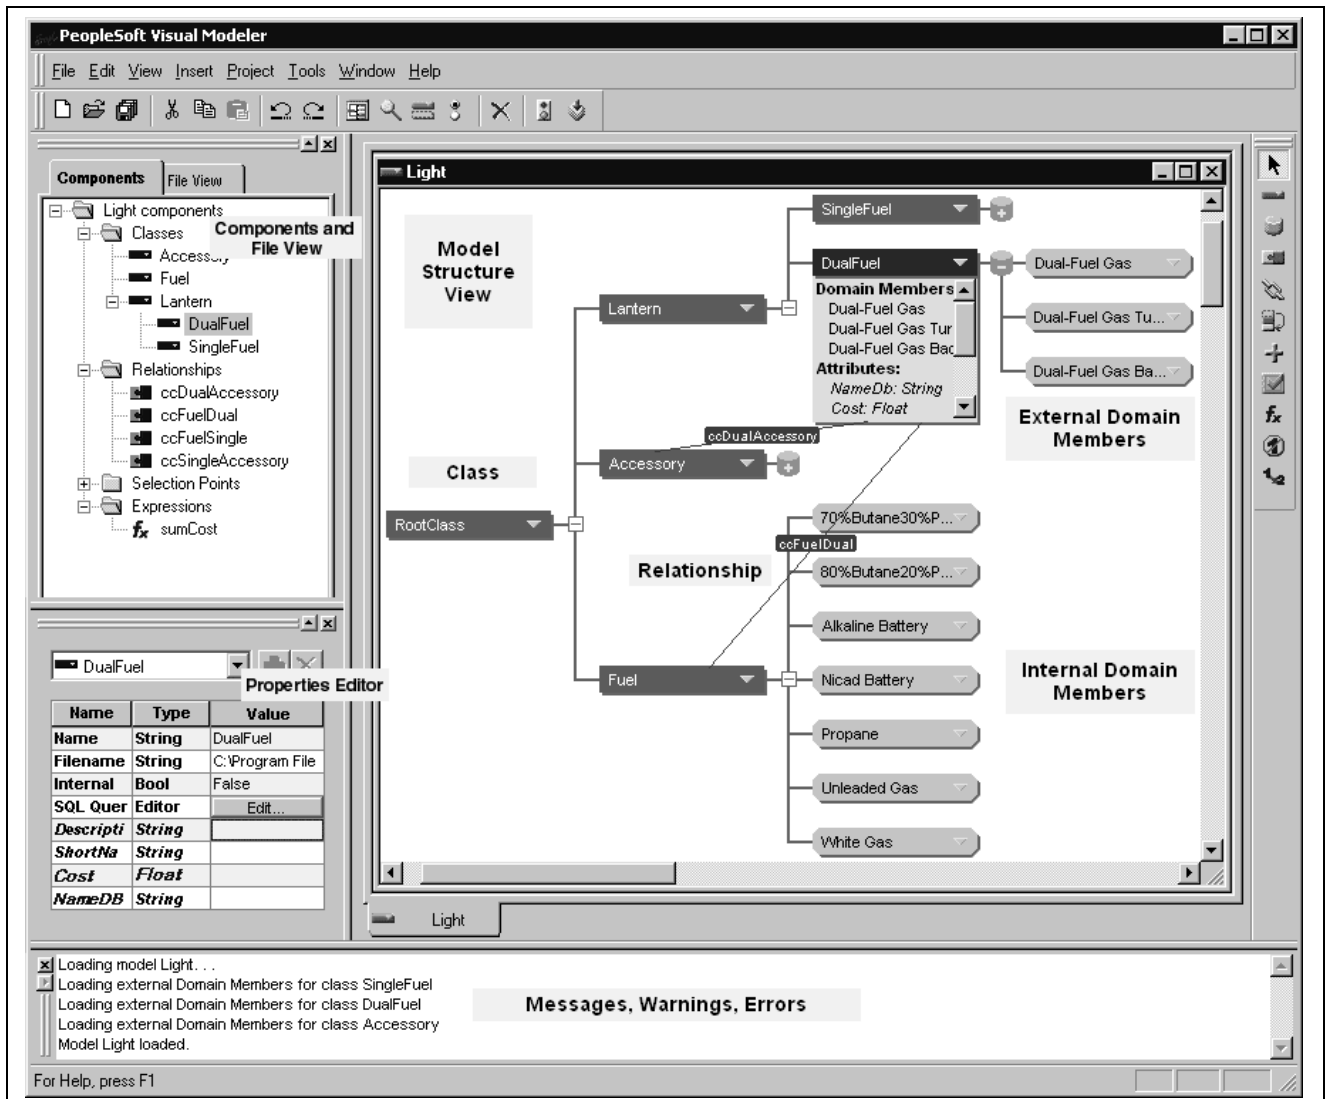 PeopleSoft Visual Modeler
File Edit View Insert Project Tools Window Help
Components File View
Light components
Classes
Accessory
Fuel
Lantern
DualFuel
SingleFuel
Relationships
ccDualAccessory
ccFuelDual
ccFuelSingle
ccSingleAccessory
Selection Points
Expressions
fx sumCost
Components and
File View
DualFuel
Properties Editor
Name Type Value
Name String DualFuel
Filename String C:\Program File
Internal Bool False
SQL Quer Editor Edit...
Descripti String
ShortNa String
Cost Float
NameDB String
Light
Model
Structure
View
SingleFuel
DualFuel
Domain Members
Dual-Fuel Gas
Dual-Fuel Gas Tur
Dual-Fuel Gas Bac
Attributes:
NameDb: String
Cost: Float
Dual-Fuel Gas
Dual-Fuel Gas Tu...
Dual-Fuel Gas Ba...
External Domain
Members
Lantern
ccDualAccessory
Accessory
Class
RootClass
70%Butane30%P...
ccFuelDual
Relationship
80%Butane20%P...
Alkaline Battery
Fuel
Nicad Battery
Internal Domain
Members
Propane
Unleaded Gas
White Gas
fx
Light
Loading model Light. . .
Loading external Domain Members for class SingleFuel
Loading external Domain Members for class DualFuel
Loading external Domain Members for class Accessory
Model Light loaded.
Messages, Warnings, Errors
For Help, press F1